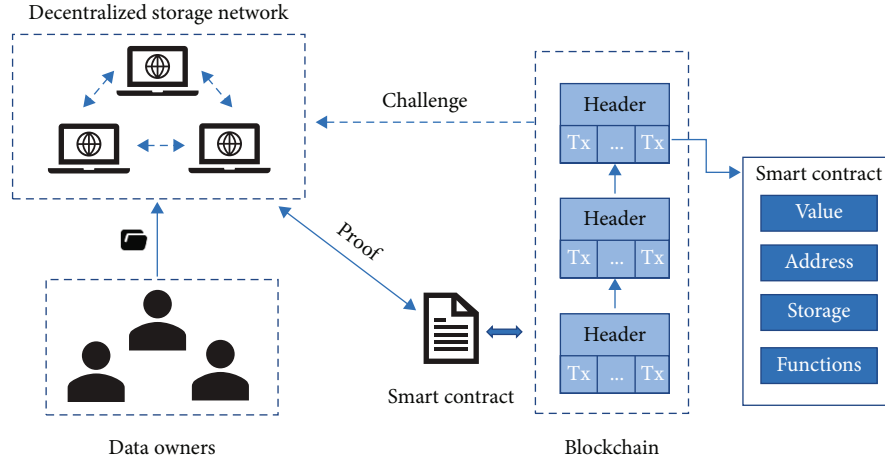 Decentralized storage network
Challenge
Proof
Smart contract
Data owners
Header
Tx ... Tx
Header
Tx ... Tx
Header
Tx ... Tx
Blockchain
Smart contract
Value
Address
Storage
Functions